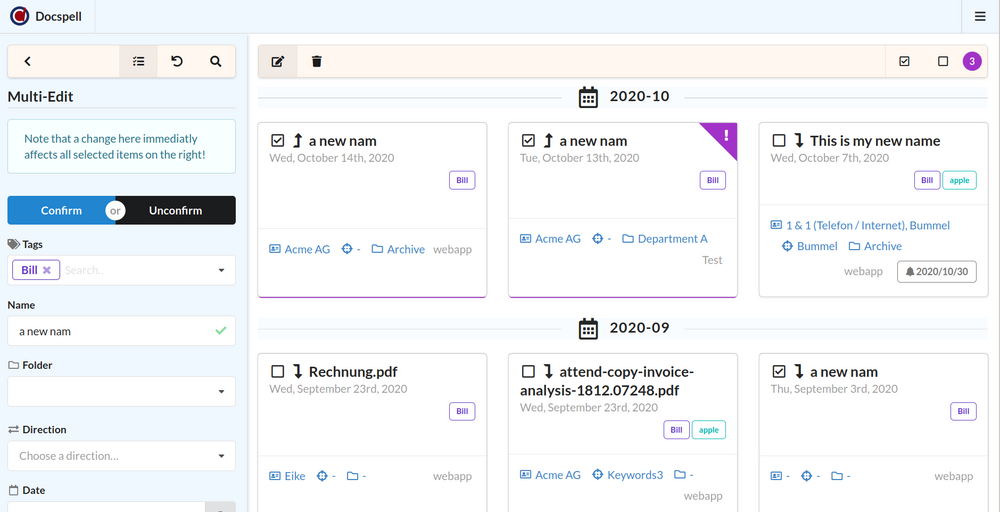 Docspell
Multi-Edit
Note that a change here immediatly
affects all selected items on the right!
Confirm
or
Unconfirm
Tags
Bill
Search...
Name
a new nam
Folder
Direction
Choose a direction...
Date
3
2020-10
a new nam
Wed, October 14th, 2020
Bill
Acme AG - Archive webapp
a new nam
!
Tue, October 13th, 2020
Bill
Acme AG - Department A
Test
This is my new name
Wed, October 7th, 2020
Bill apple
1 & 1 (Telefon / Internet), Bummel
Bummel Archive
webapp 2020/10/30
2020-09
Rechnung.pdf
Wed, September 23rd, 2020
Bill
Eike - - webapp
attend-copy-invoice-
analysis-1812.07248.pdf
Wed, September 23rd, 2020
Bill apple
Acme AG Keywords3 -
webapp
a new nam
Thu, September 3rd, 2020
Bill
- - - webapp